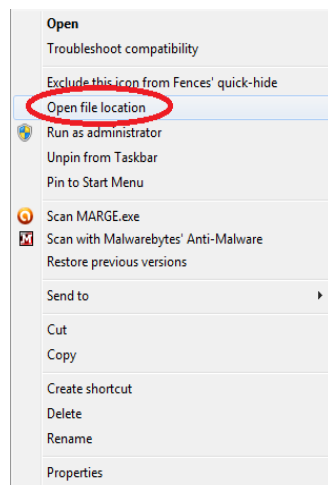 Open
Troubleshoot compatibility
Exclude this icon from Fences' quick-hide
Open file location
Run as administrator
Unpin from Taskbar
Pin to Start Menu
Scan MARGE.exe
Scan with Malwarebytes' Anti-Malware
Restore previous versions
Send to
Cut
Copy
Create shortcut
Delete
Rename
Properties